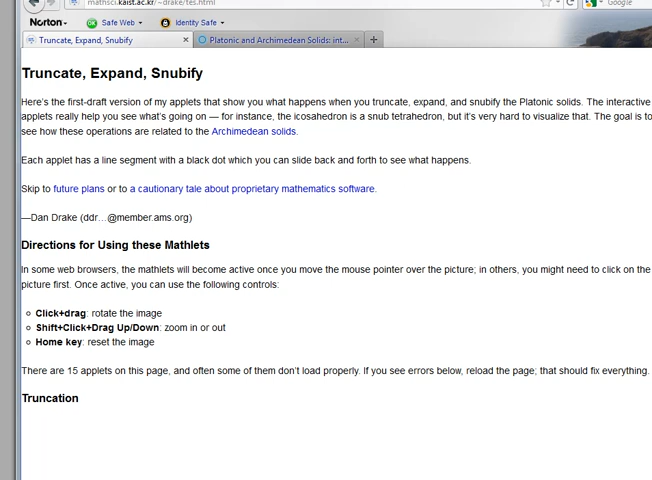 mathsci.kaist.ac.kr/~drake/tes.html
Google
Norton
OK Safe Web
Identity Safe
Truncate, Expand, Snubify × Platonic and Archimedean Solids: int... × +
Truncate, Expand, Snubify
Here's the first-draft version of my applets that show you what happens when you truncate, expand, and snubify the Platonic solids. The interactive
applets really help you see what's going on — for instance, the icosahedron is a snub tetrahedron, but it's very hard to visualize that. The goal is to
see how these operations are related to the Archimedean solids.
Each applet has a line segment with a black dot which you can slide back and forth to see what happens.
Skip to future plans or to a cautionary tale about proprietary mathematics software.
—Dan Drake (ddr...@member.ams.org)
Directions for Using these Mathlets
In some web browsers, the mathlets will become active once you move the mouse pointer over the picture; in others, you might need to click on the
picture first. Once active, you can use the following controls:
Click+drag: rotate the image
Shift+Click+Drag Up/Down: zoom in or out
Home key: reset the image
There are 15 applets on this page, and often some of them don't load properly. If you see errors below, reload the page; that should fix everything.
Truncation